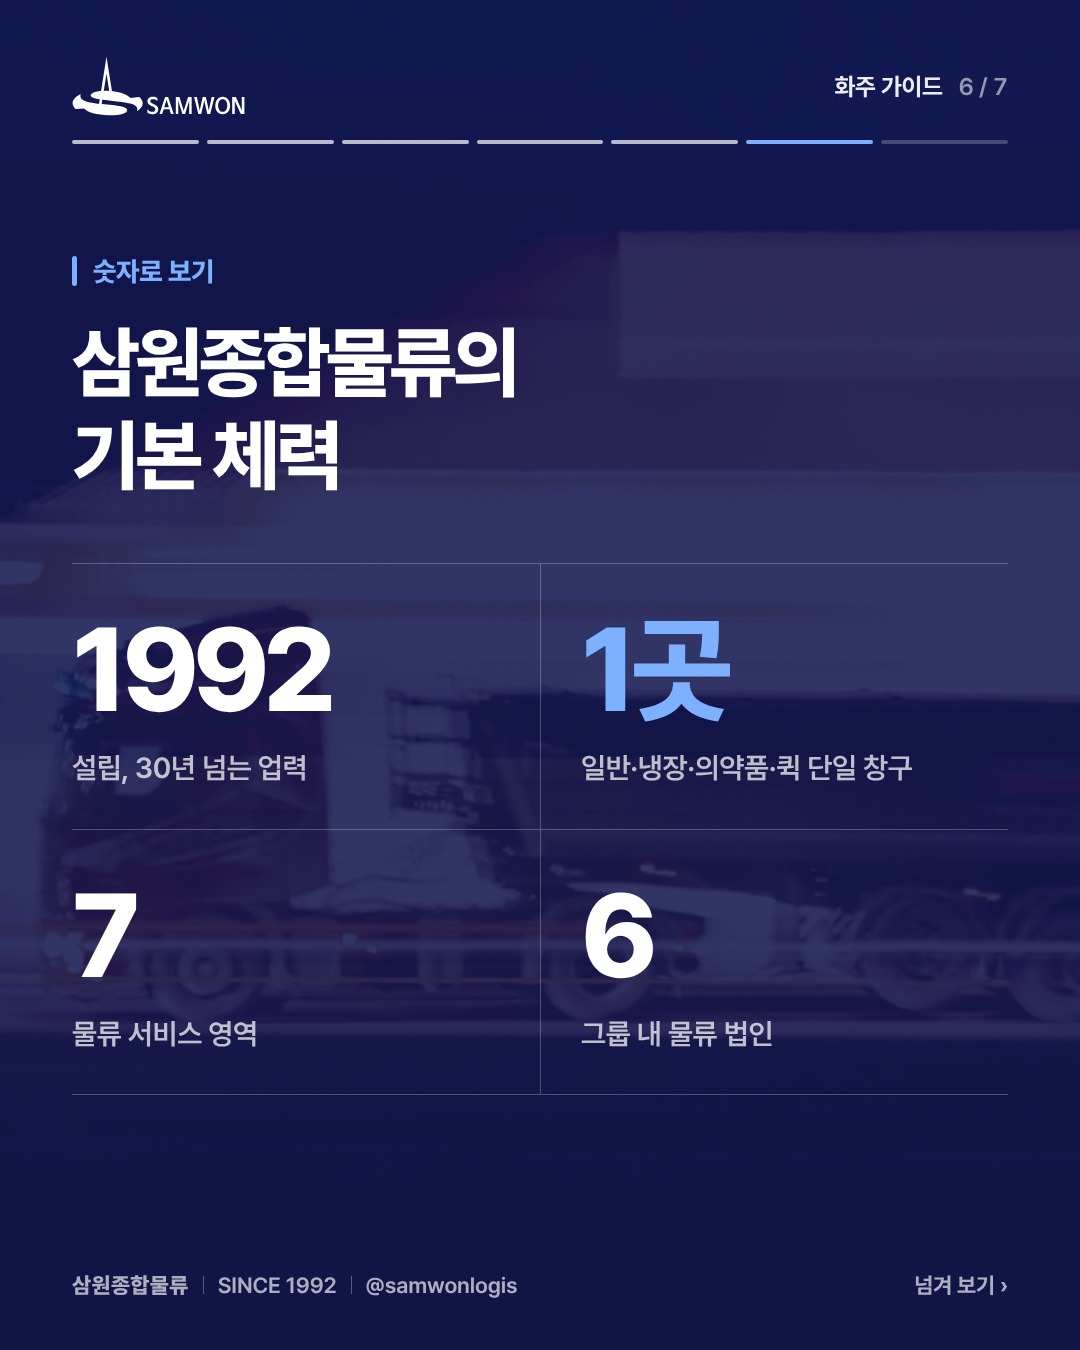 SAMWON
화주 가이드 6 / 7
숫자로 보기
삼원종합물류의
기본 체력
1992
설립, 30년 넘는 업력
1곳
일반·냉장·의약품·퀵 단일 창구
7
물류 서비스 영역
6
그룹 내 물류 법인
삼원종합물류 | SINCE 1992 | @samwonlogis
넘겨 보기 ›